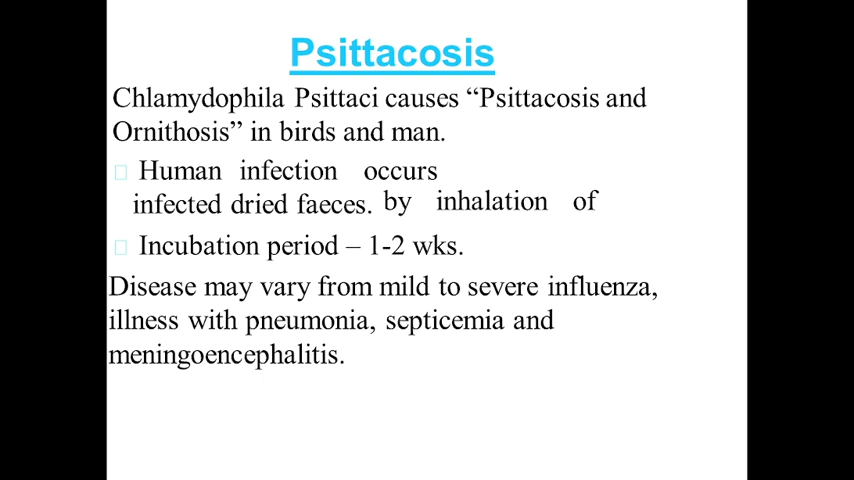 Psittacosis
Chlamydophila Psittaci causes “Psittacosis and
Ornithosis” in birds and man.
Human infection occurs
by inhalation of
infected dried faeces.
Incubation period – 1-2 wks.
Disease may vary from mild to severe influenza,
illness with pneumonia, septicemia and
meningoencephalitis.